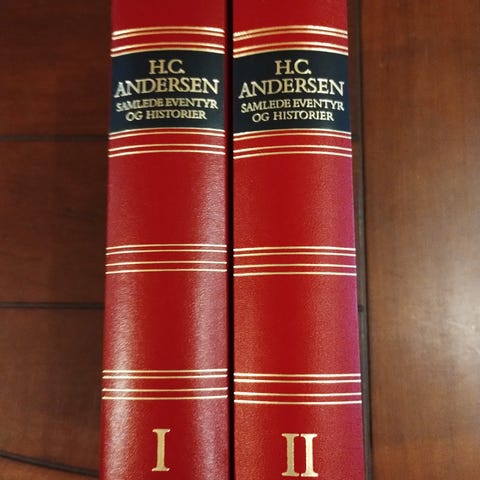 H.C.
ANDERSEN
SAMLEDE EVENTYR
OG HISTORIER
I
H.C.
ANDERSEN
SAMLEDE EVENTYR
OG HISTORIER
II